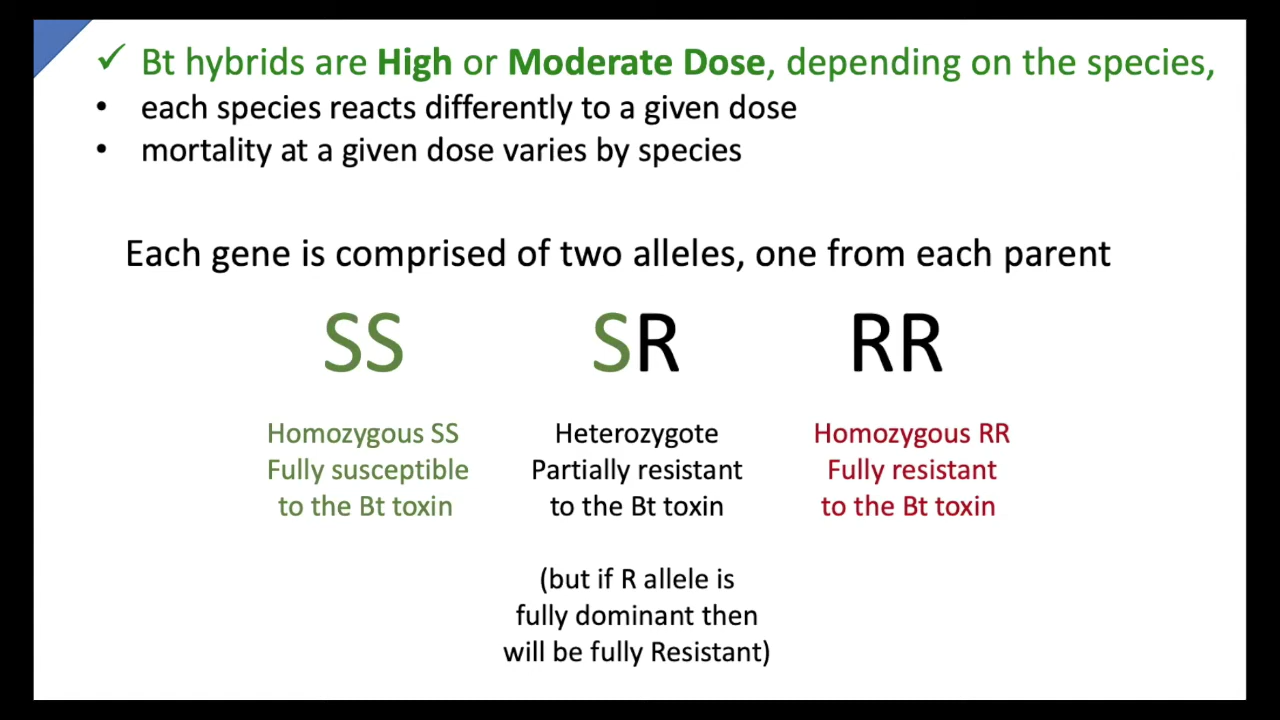 ✓ Bt hybrids are High or Moderate Dose, depending on the species,
• each species reacts differently to a given dose
• mortality at a given dose varies by species
Each gene is comprised of two alleles, one from each parent
SS SR RR
Homozygous SS Heterozygote Homozygous RR
Fully susceptible Partially resistant Fully resistant
to the Bt toxin to the Bt toxin to the Bt toxin
(but if R allele is
fully dominant then
will be fully Resistant)